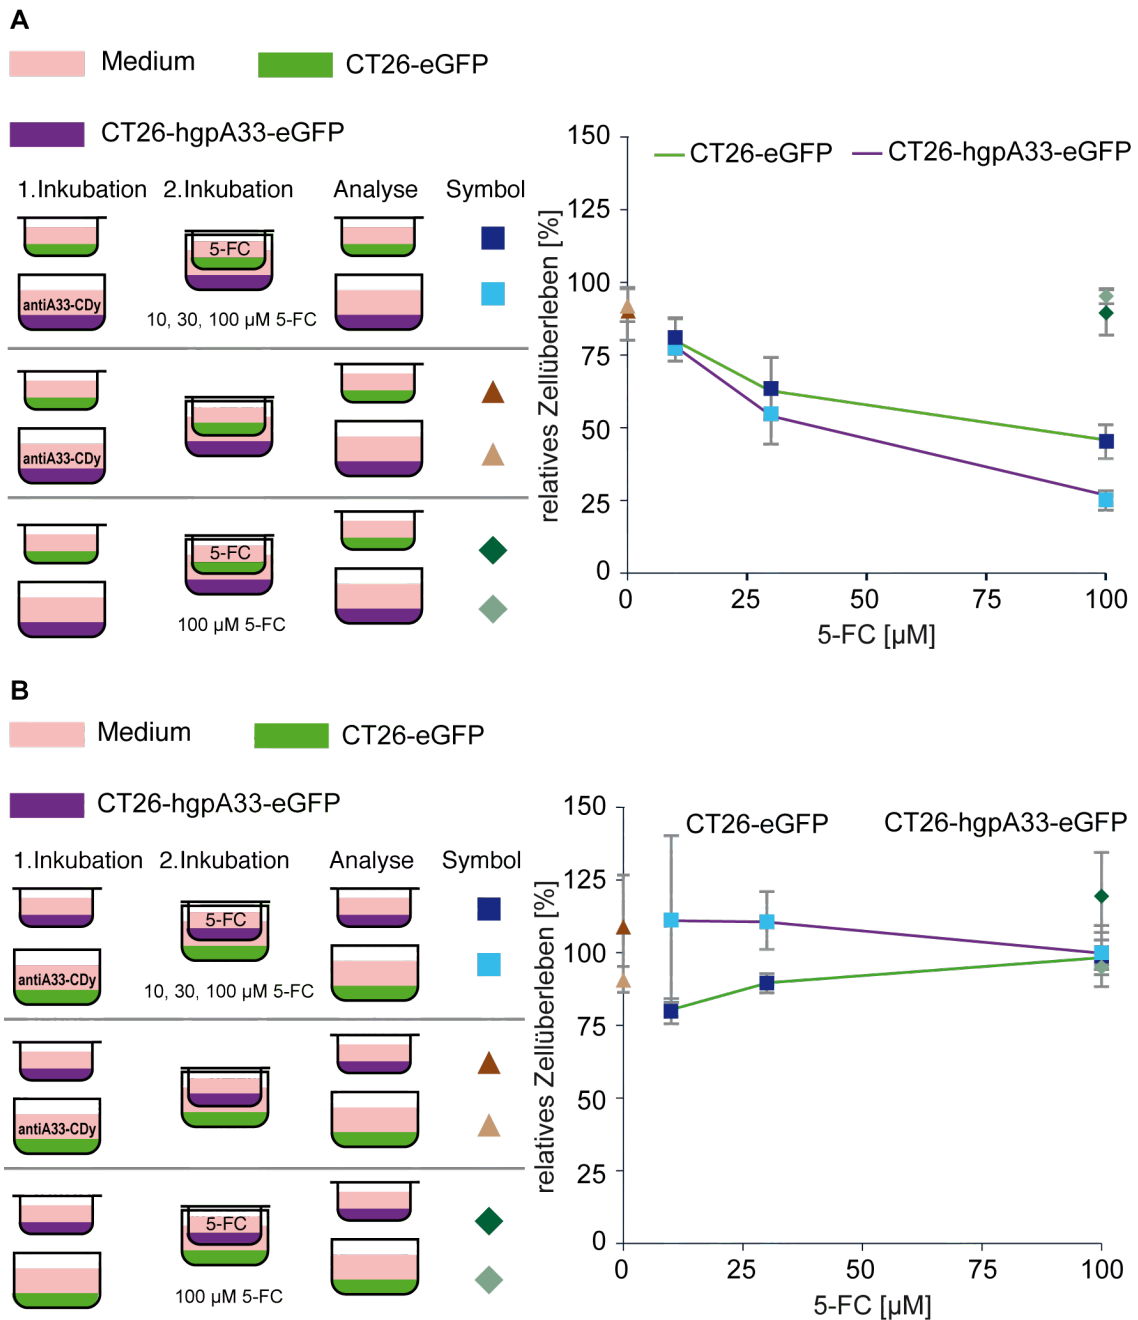 A
Medium
CT26-eGFP
CT26-hgpA33-eGFP
1.Inkubation 2.Inkubation Analyse Symbol
5-FC
antiA33-CDy
10, 30, 100 µM 5-FC
antiA33-CDy
5-FC
100 µM 5-FC
150
125
100
75
50
25
0
relatives Zellüberleben [%]
CT26-eGFP
CT26-hgpA33-eGFP
0 25 50 75 100
5-FC [µM]
B
Medium
CT26-eGFP
CT26-hgpA33-eGFP
1.Inkubation 2.Inkubation Analyse Symbol
5-FC
antiA33-CDy
10, 30, 100 µM 5-FC
antiA33-CDy
5-FC
100 µM 5-FC
150
125
100
75
50
25
0
relatives Zellüberleben [%]
CT26-eGFP
CT26-hgpA33-eGFP
0 25 50 75 100
5-FC [µM]